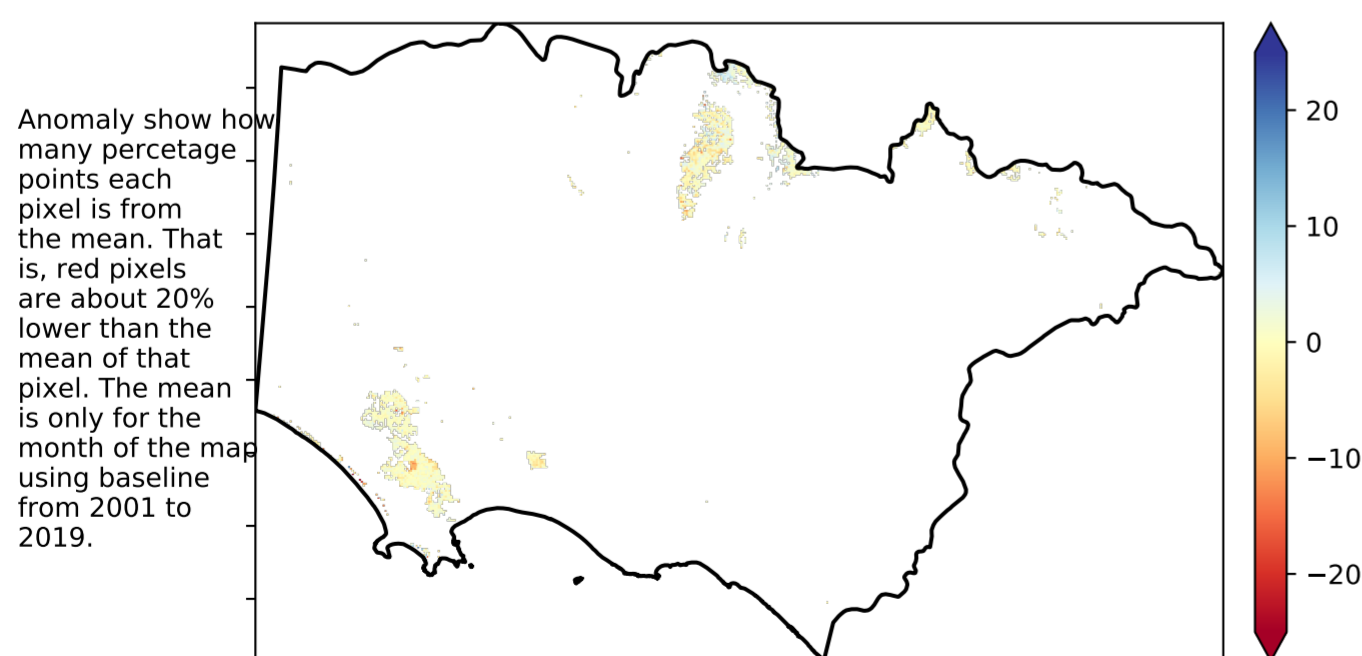 Anomaly show how
many percetage
points each
pixel is from
the mean. That
is, red pixels
are about 20%
lower than the
mean of that
pixel. The mean
is only for the
month of the map
using baseline
from 2001 to
2019.
20
10
0
−10
−20